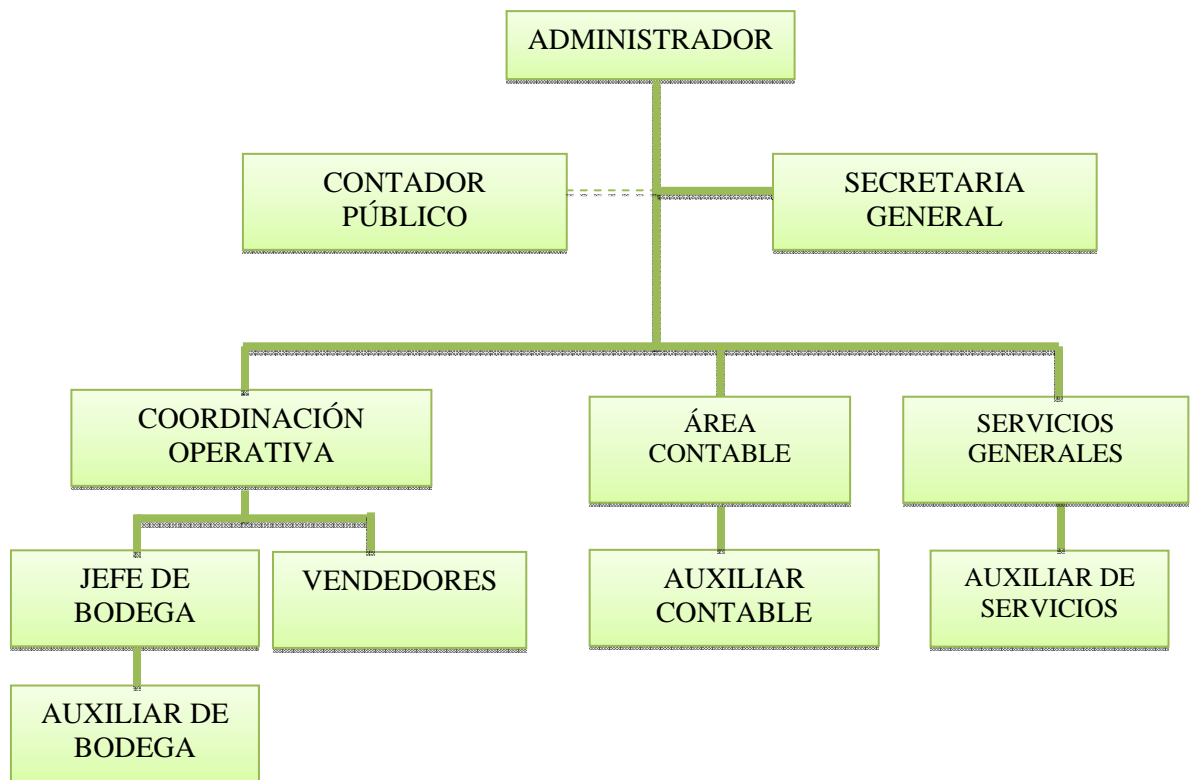 ADMINISTRADOR
CONTADOR
PÚBLICO
SECRETARIA
GENERAL
COORDINACIÓN
OPERATIVA
ÁREA
CONTABLE
SERVICIOS
GENERALES
JEFE DE
BODEGA
VENDEDORES
AUXILIAR
CONTABLE
AUXILIAR DE
SERVICIOS
AUXILIAR DE
BODEGA